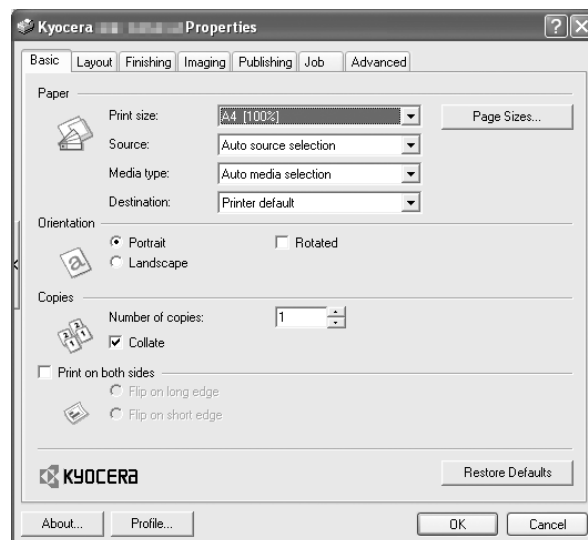 Kyocera Properties
Basic Layout Finishing Imaging Publishing Job Advanced
Paper
Print size: A4 [100%] Page Sizes...
Source: Auto source selection
Media type: Auto media selection
Destination: Printer default
Orientation
Portrait Rotated
Landscape
Copies
Number of copies: 1
Collate
Print on both sides
Flip on long edge
Flip on short edge
KYOCERA Restore Defaults
About... Profile... OK Cancel